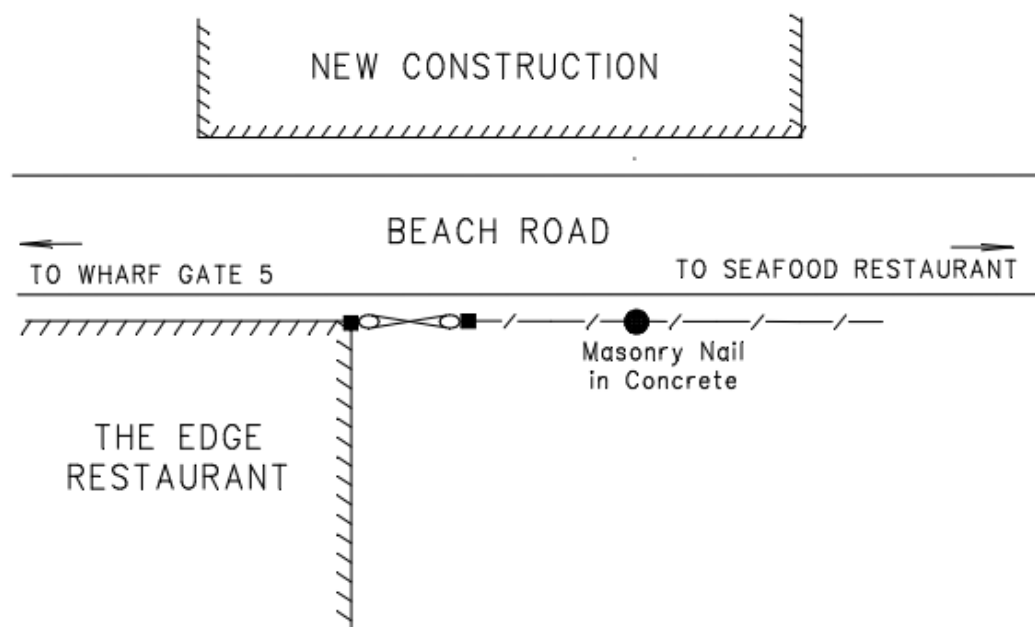 NEW CONSTRUCTION
BEACH ROAD
TO WHARF GATE 5
TO SEAFOOD RESTAURANT
Masonry Nail
in Concrete
THE EDGE
RESTAURANT